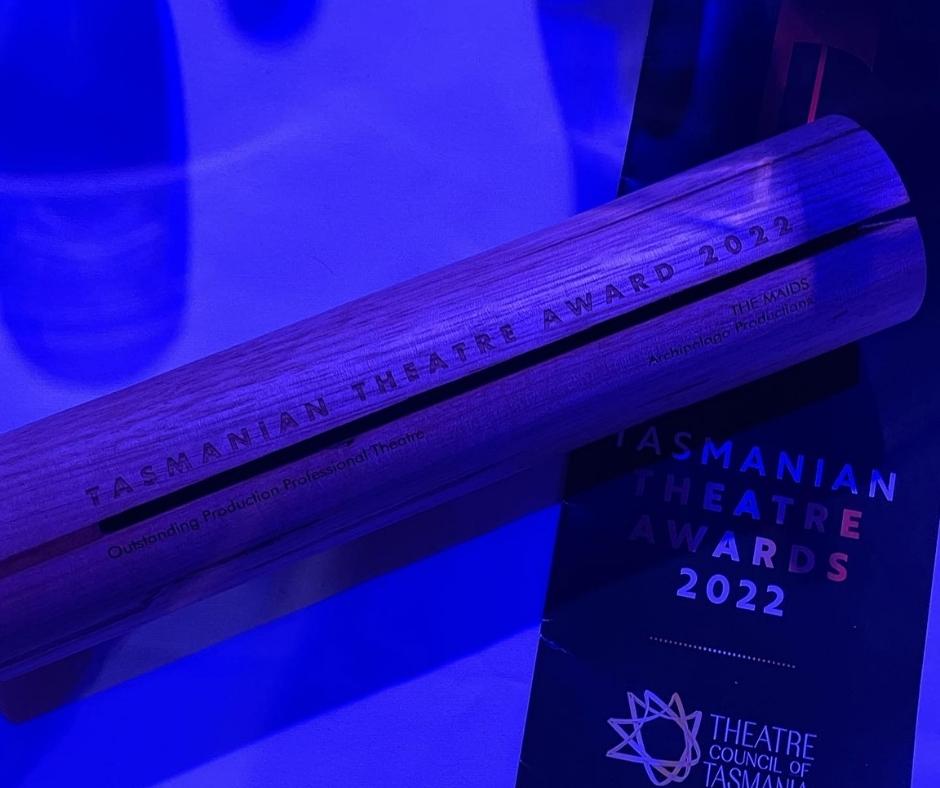 TASMANIAN THEATRE AWARD 2022
Outstanding Production Professional Theatre
THE MAIDS
Archipelago Productions
TASMANIAN
THEATRE
AWARDS
2022
THEATRE
COUNCIL OF
TASMANIA